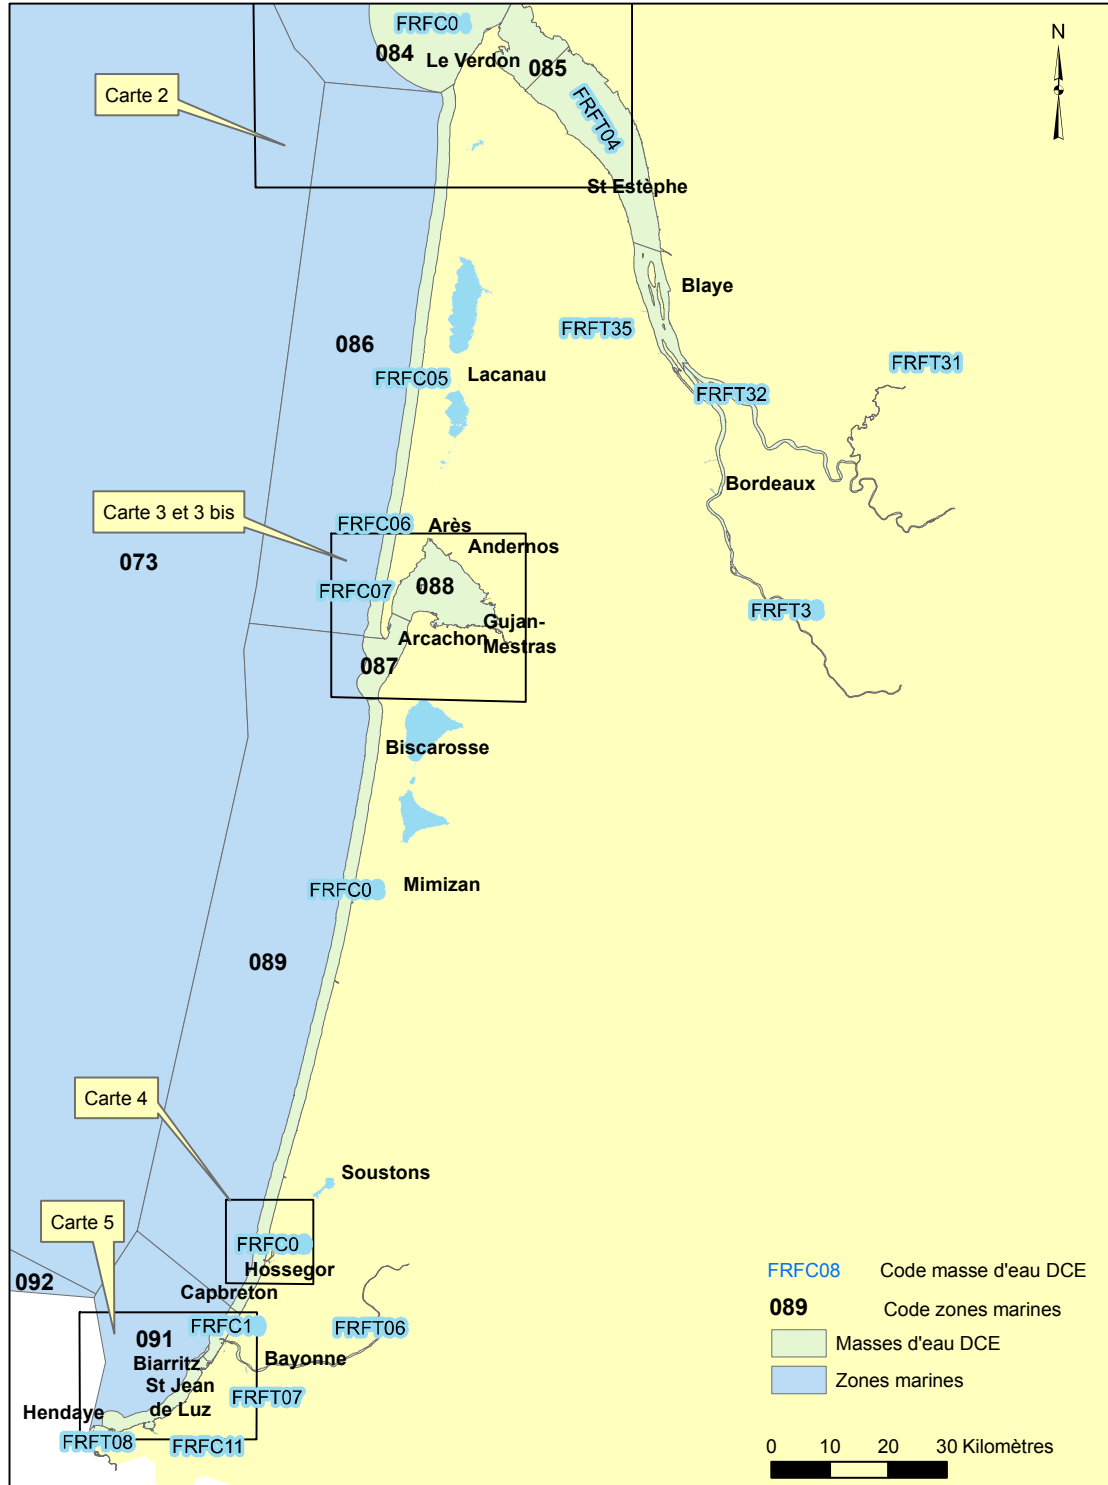 FRFC0
084
Le Verdon
085
N
Carte 2
FRFT04
St Estèphe
Blaye
FRFT35
086
FRFT31
FRFC05
Lacanau
FRFT32
Bordeaux
Carte 3 et 3 bis
FRFC06
Arès
Andernos
073
FRFC07
088
FRFT3
Gujan-
Mestras
Arcachon
087
Biscarosse
FRFC0
Mimizan
089
Carte 4
Soustons
Carte 5
FRFC0
Hossegor
092
Capbreton
FRFC1
FRFT06
091
Biarritz
Bayonne
St Jean
de Luz
FRFT07
Hendaye
FRFT08
FRFC11
FRFC08 Code masse d'eau DCE
089 Code zones marines
Masses d'eau DCE
Zones marines
0 10 20 30 Kilomètres